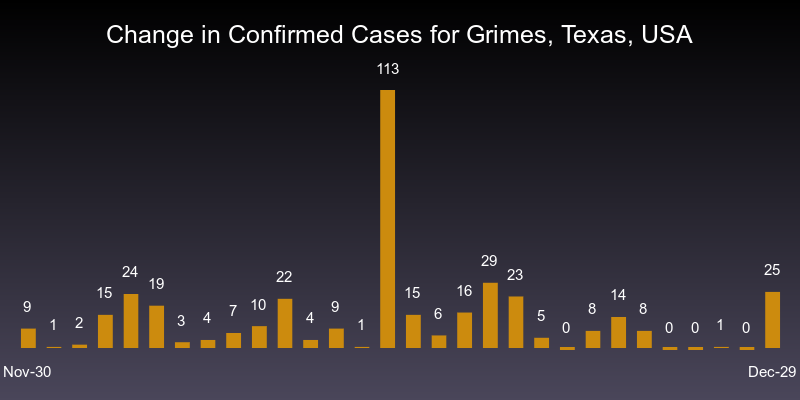 Change in Confirmed Cases for Grimes, Texas, USA
9 1 2 15 24 19 3 4 7 10 22 4 9 1 113 15 6 16 29 23 5 0 8 14 8 0 0 1 0 25
Nov-30 Dec-29